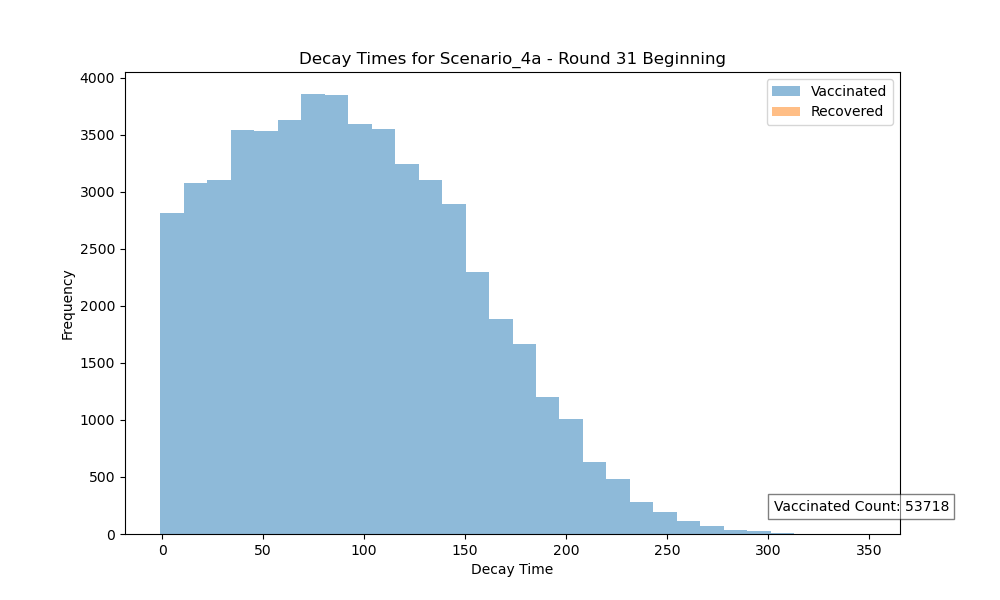 Decay Times for Scenario_4a - Round 31 Beginning
4000
3500
3000
2500
2000
1500
1000
500
0
Frequency
Vaccinated
Recovered
Vaccinated Count: 53718
0
50
100
150
200
250
300
350
Decay Time